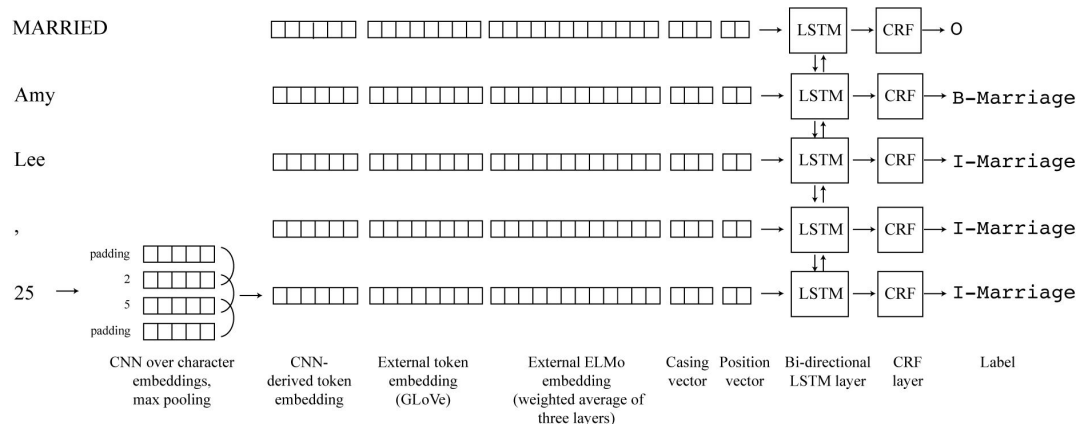 MARRIED LSTM CRF O
Amy LSTM CRF B-Marriage
Lee LSTM CRF I-Marriage
, LSTM CRF I-Marriage
padding
2
25 LSTM CRF I-Marriage
5
padding
CNN over character
embeddings,
max pooling
CNN-
derived token
embedding
External token
embedding
(GLoVe)
External ELMo
embedding
(weighted average of
three layers)
Casing
vector
Position
vector
Bi-directional
LSTM layer
CRF
layer
Label